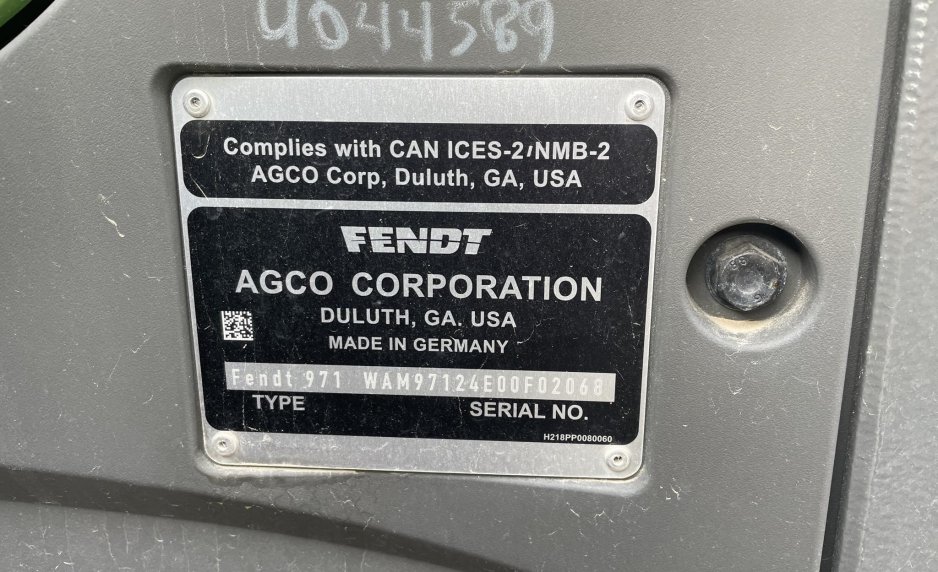 U044589
Complies with CAN ICES-2/NMB-2
AGCO Corp, Duluth, GA, USA
FENDT
AGCO CORPORATION
DULUTH, GA. USA
MADE IN GERMANY
Fendt 971 WAM97124E00F02068
TYPE SERIAL NO.
H218PP0080060